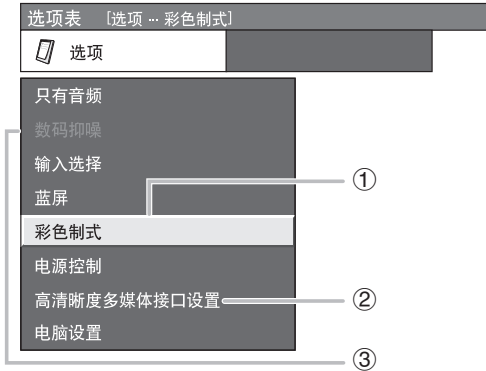 选项表 [选项 ··· 彩色制式]
选项
只有音频
数码抑噪
输入选择
①
蓝屏
彩色制式
电源控制
高清晰度多媒体接口设置 ②
电脑设置
③